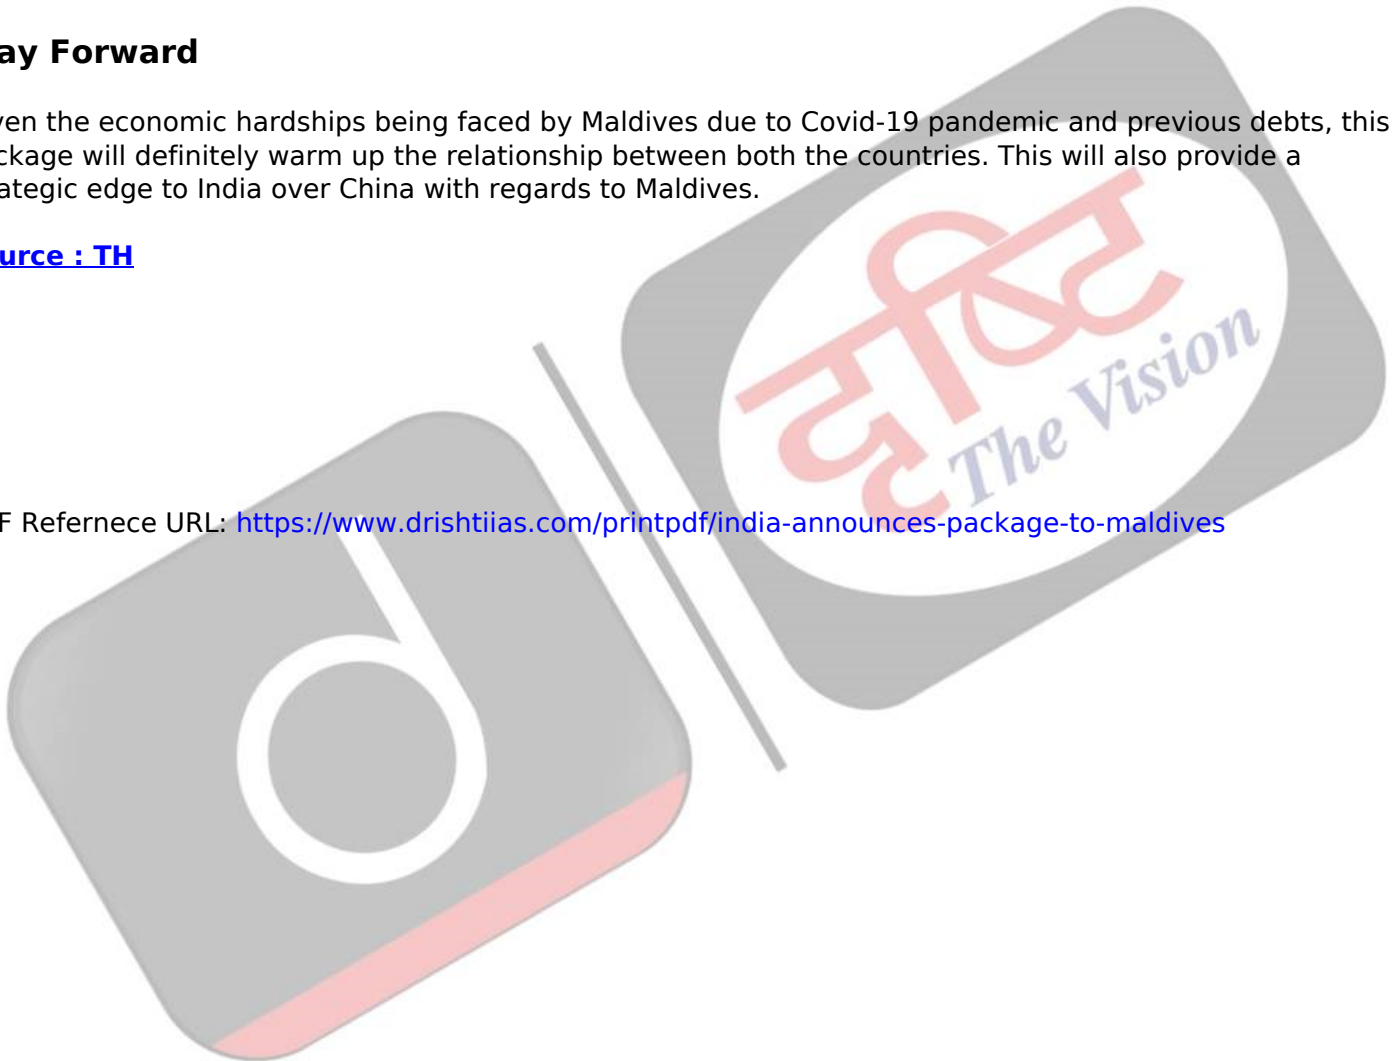 ay Forward
ven the economic hardships being faced by Maldives due to Covid-19 pandemic and previous debts, this
ckage will definitely warm up the relationship between both the countries. This will also provide a
ategic edge to India over China with regards to Maldives.
urce : TH
दृष्टि
The Vision
F Refernece URL: https://www.drishtiias.com/printpdf/india-announces-package-to-maldives
d